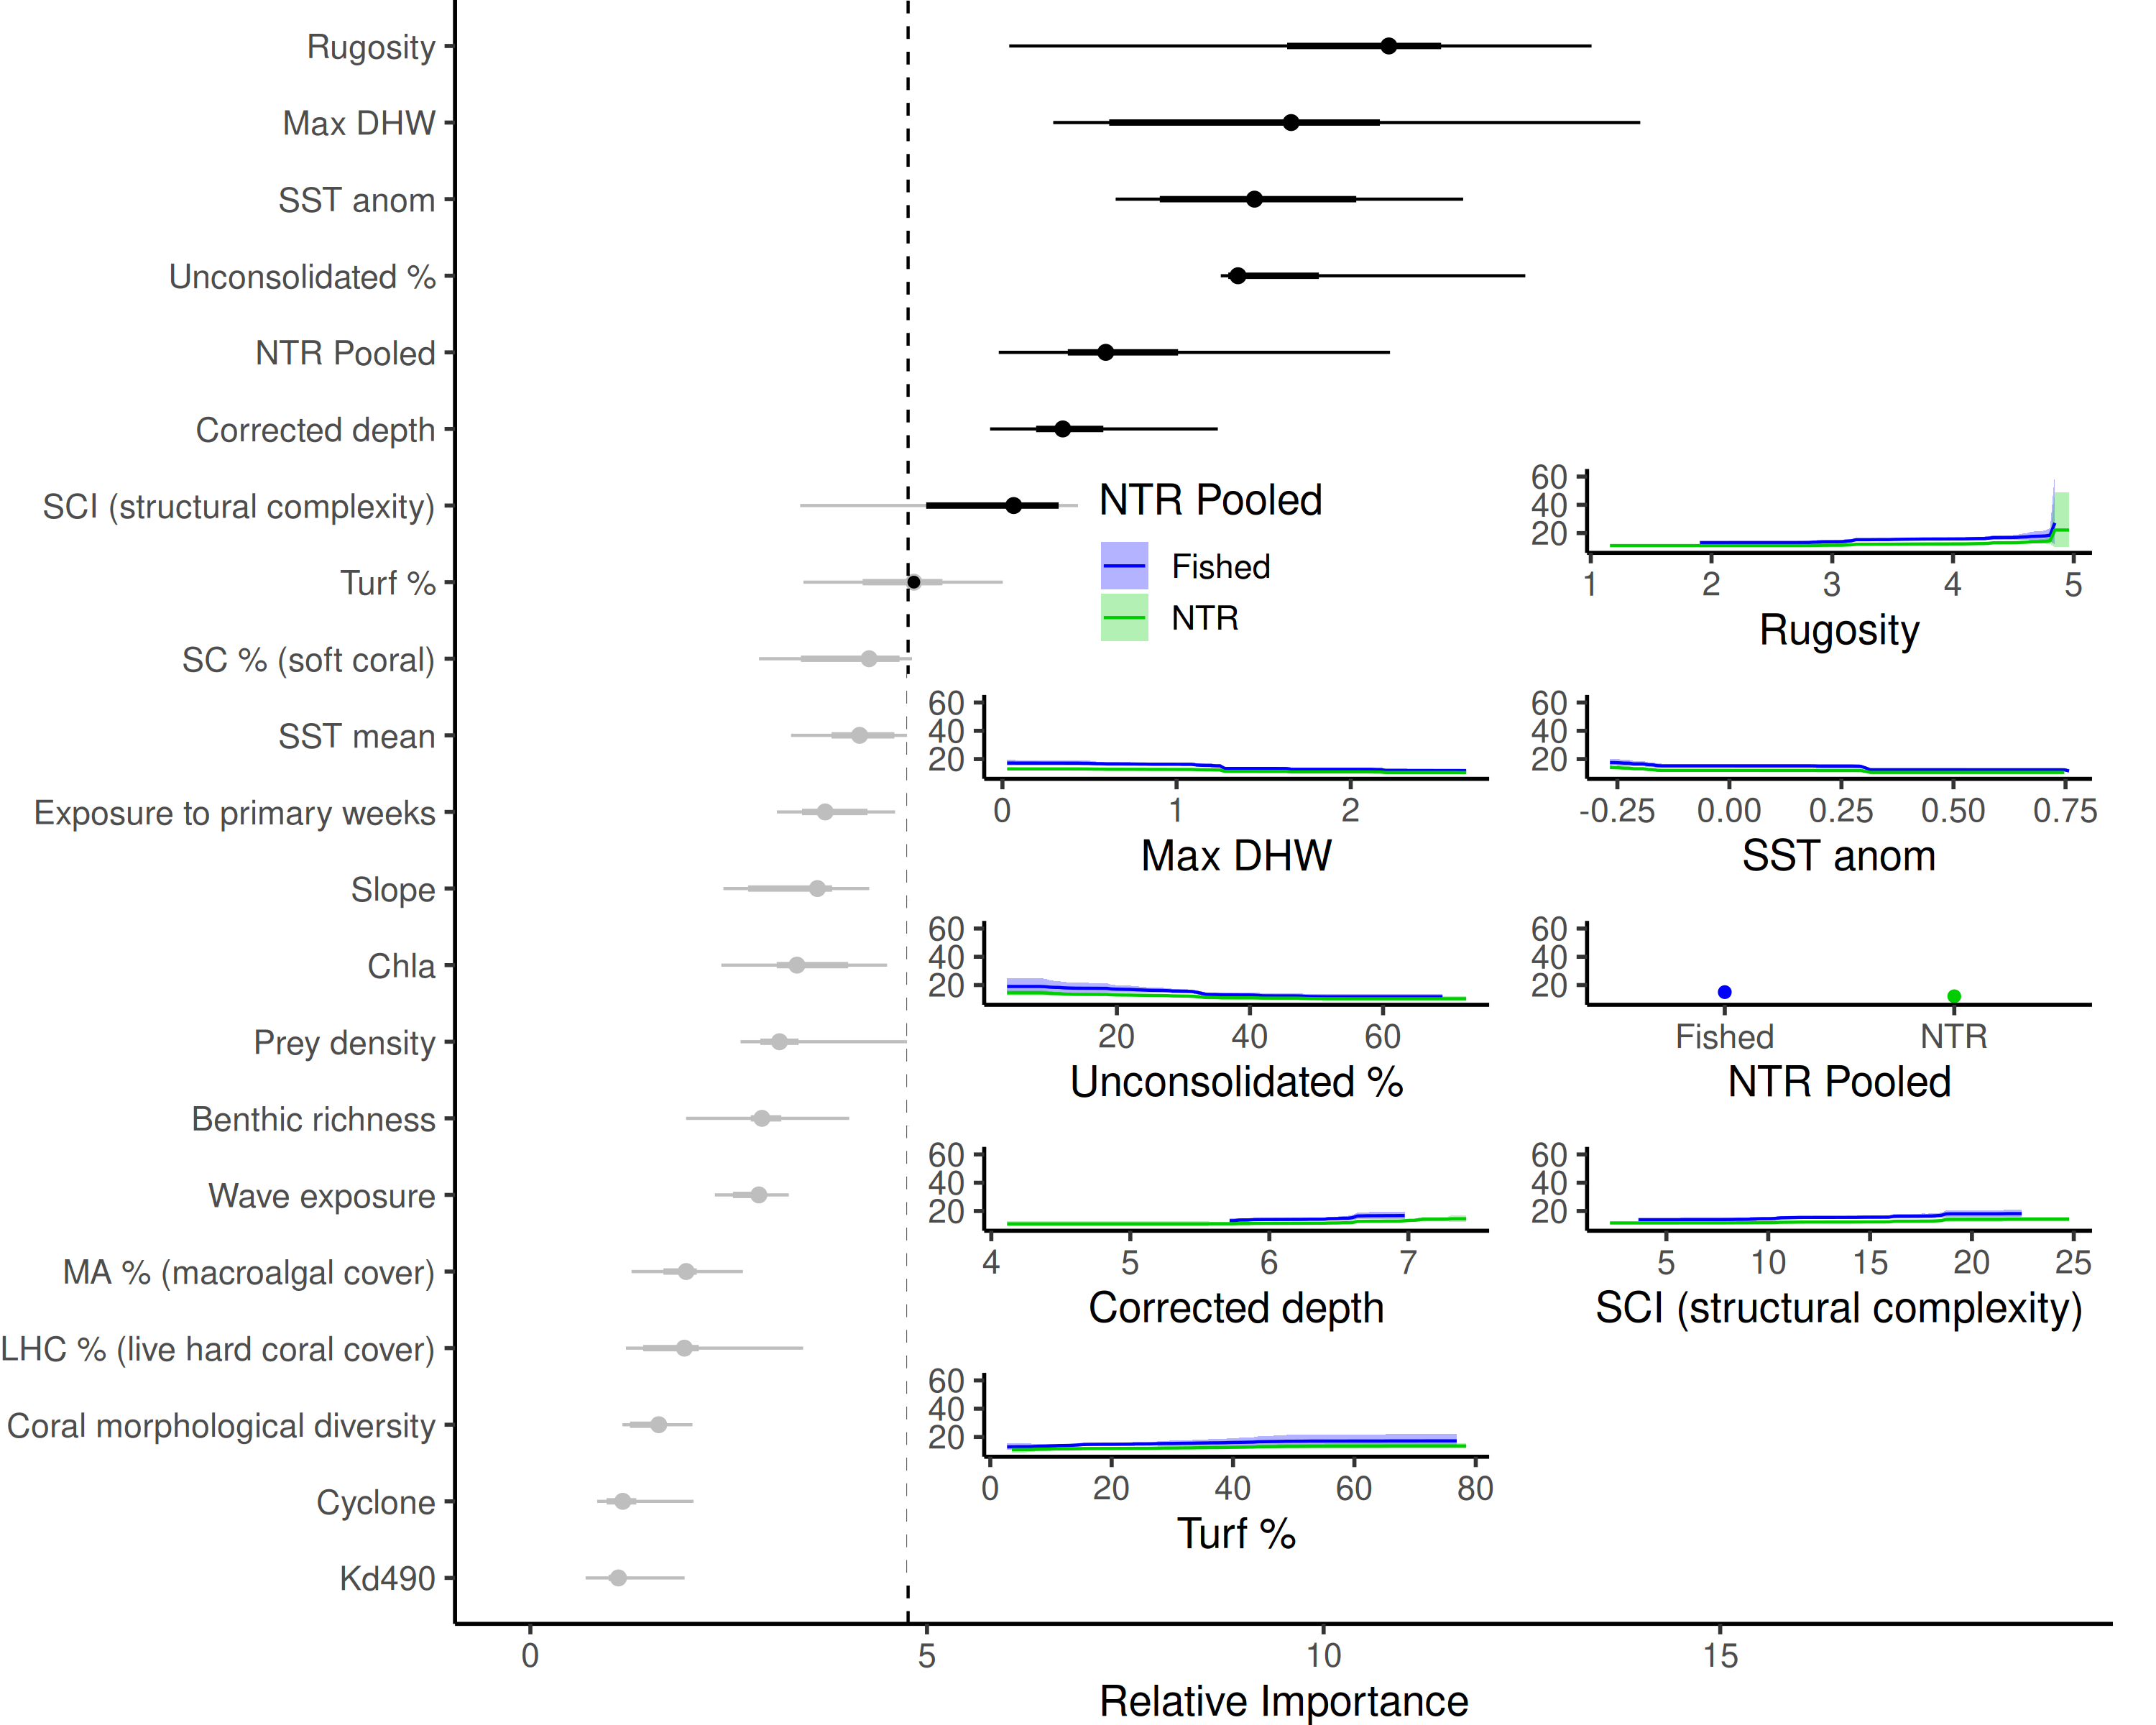 Rugosity
Max DHW
SST anom
Unconsolidated %
NTR Pooled
Corrected depth
SCI (structural complexity)
Turf %
SC % (soft coral)
SST mean
Exposure to primary weeks
Slope
Chla
Prey density
Benthic richness
Wave exposure
MA % (macroalgal cover)
LHC % (live hard coral cover)
Coral morphological diversity
Cyclone
Kd490
0 5 10 15
Relative Importance
NTR Pooled
Fished
NTR
60
40
20
1 2 3 4 5
Rugosity
60
40
20
0 1 2
Max DHW
60
40
20
-0.25 0.00 0.25 0.50 0.75
SST anom
60
40
20
20 40 60
Unconsolidated %
60
40
20
Fished NTR
NTR Pooled
60
40
20
4 5 6 7
Corrected depth
60
40
20
5 10 15 20 25
SCI (structural complexity)
60
40
20
0 20 40 60 80
Turf %